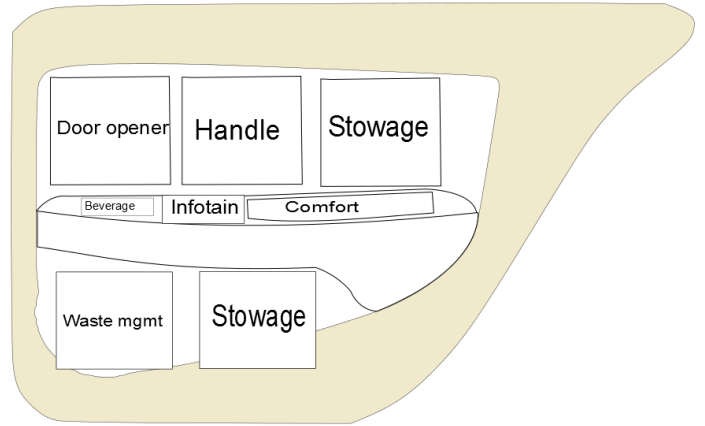 Door opener
Handle
Stowage
Beverage
Infotain
Comfort
Waste mgmt
Stowage